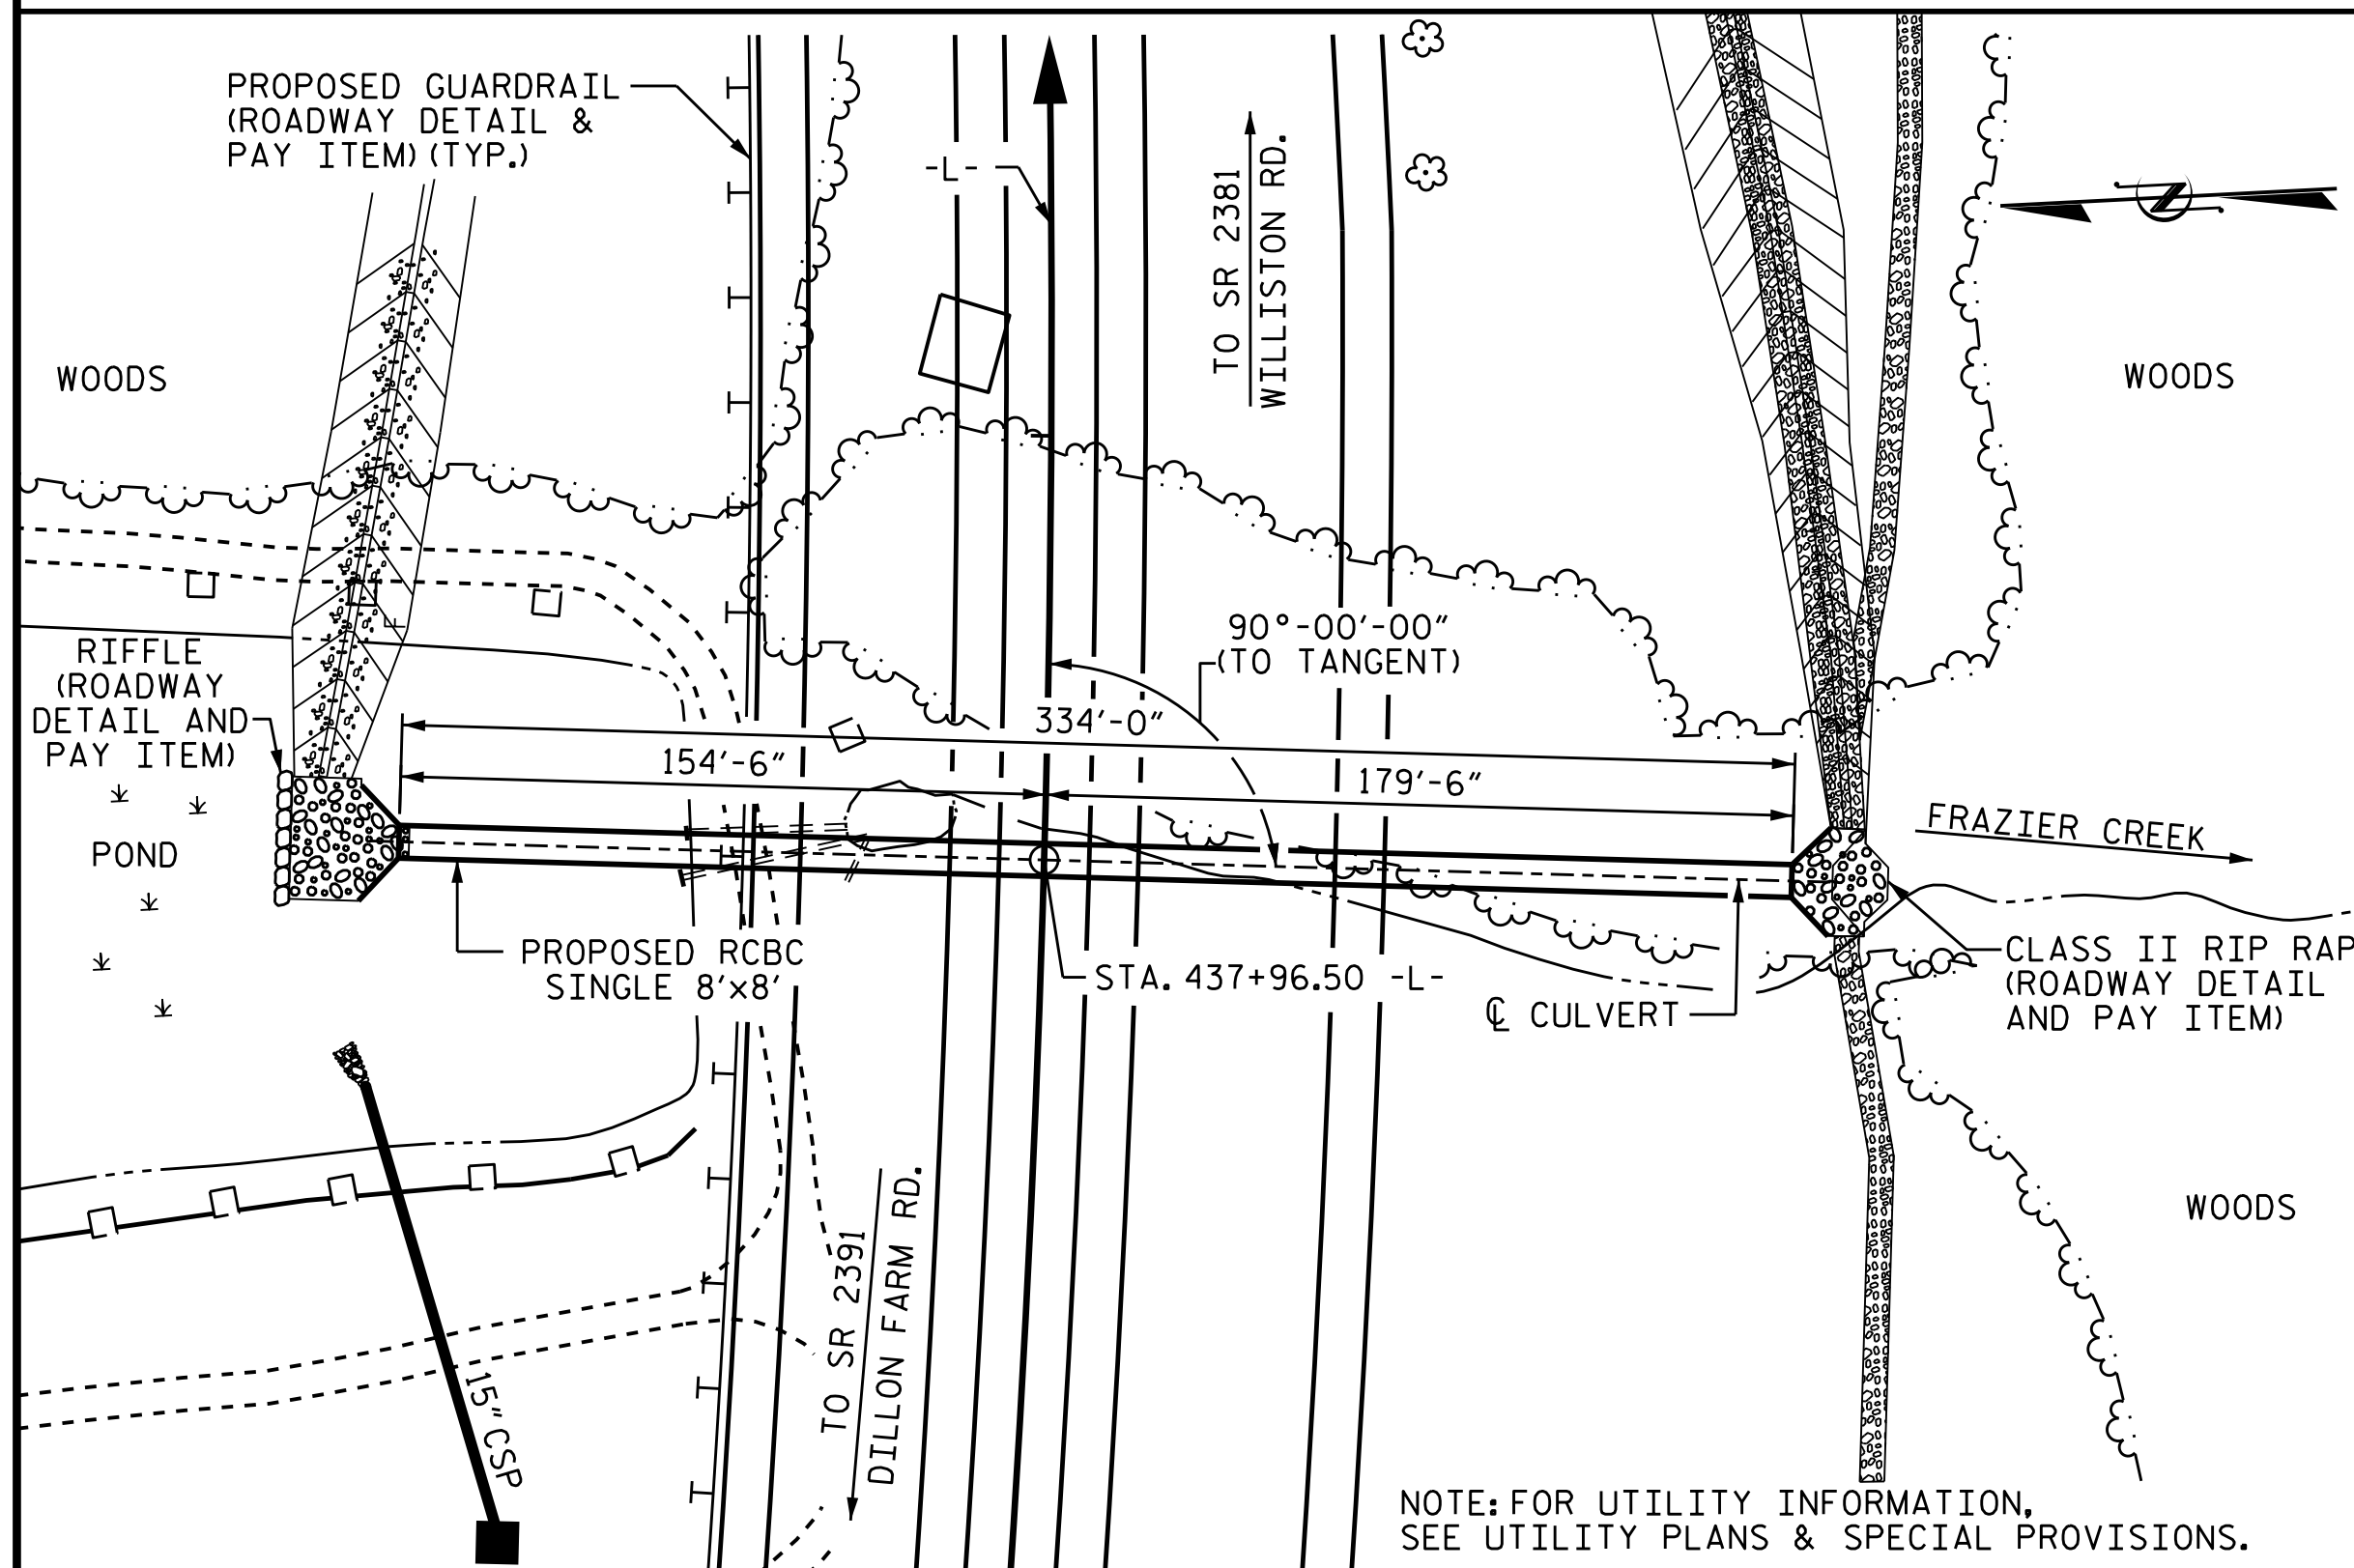 PROPOSED GUARDRAIL
(ROADWAY DETAIL &
PAY ITEM) (TYP.)
-L-
TO SR 2381
WILLISTON RD.
WOODS
WOODS
90°-00'-00"
(TO TANGENT)
RIFFLE
(ROADWAY
DETAIL AND
PAY ITEM)
F
334'-0"
154'-6"
179'-6"
POND
FRAZIER CREEK
PROPOSED RCBC
SINGLE 8'x8'
STA. 437+96.50 -L-
℄ CULVERT
CLASS II RIP RAP
(ROADWAY DETAIL
AND PAY ITEM)
WOODS
TO SR 2391
DILLON FARM RD.
15" CSP
NOTE: FOR UTILITY INFORMATION,
SEE UTILITY PLANS & SPECIAL PROVISIONS.